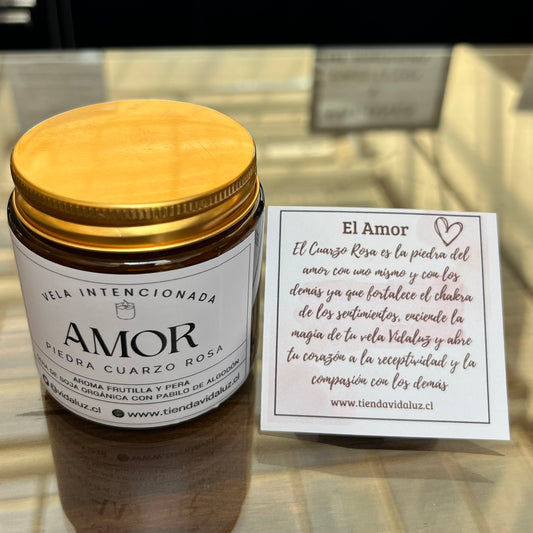 VELA INTENCIONADA
AMOR
PIEDRA CUARZO ROSA
AROMA FRUTILLA Y PERA
DE SOJA ORGÁNICA CON PABILO DE ALGODÓN
@vidaluz.cl
www.tiendavidaluz.cl
El Amor
El Cuarzo Rosa es la piedra del
amor con uno mismo y con los
demás ya que fortalece el chakra
de los sentimientos, enciende la
magia de tu vela Vidaluz y abre
tu corazón a la receptividad y la
compasión con los demás
www.tiendavidaluz.cl